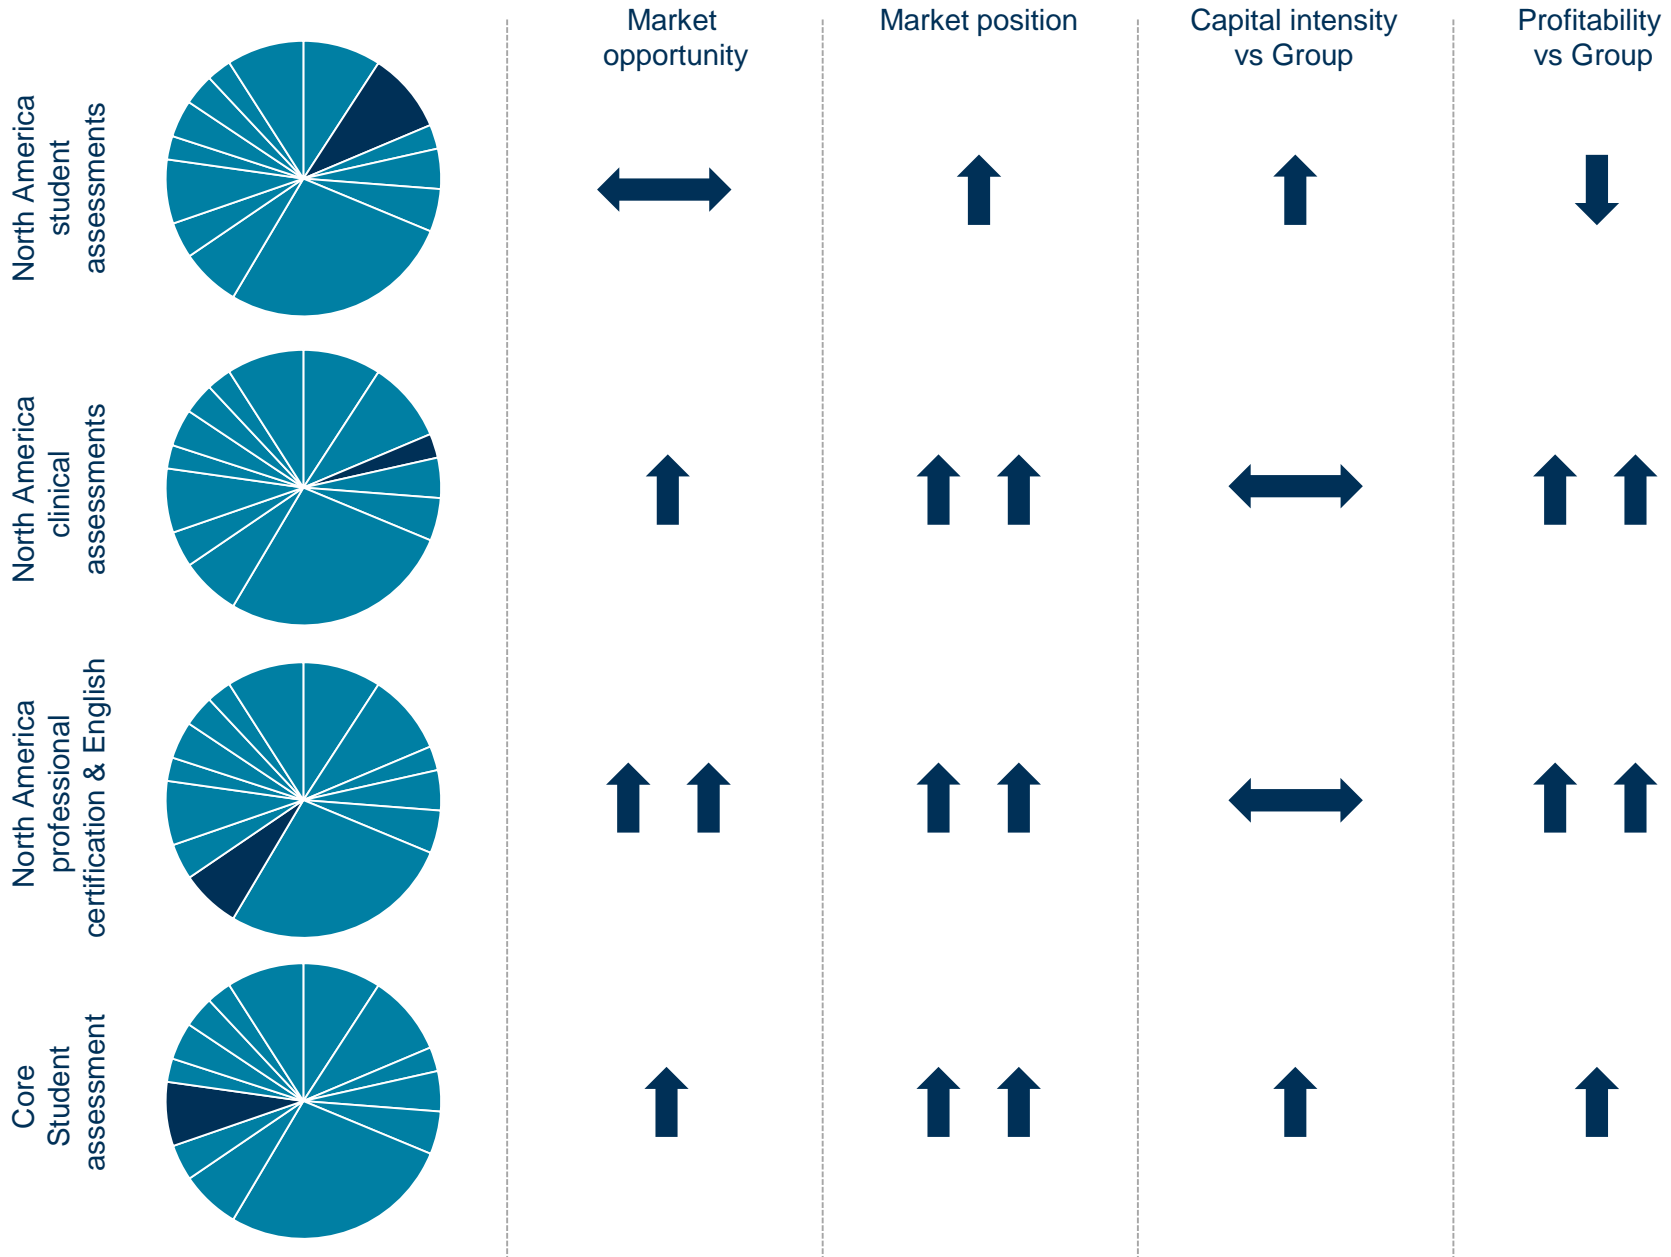 Market
opportunity
Market position
Capital intensity
vs Group
Profitability
vs Group
North America
student
assessments
North America
clinical
assessments
North America
professional
certification & English
Core
Student
assessment